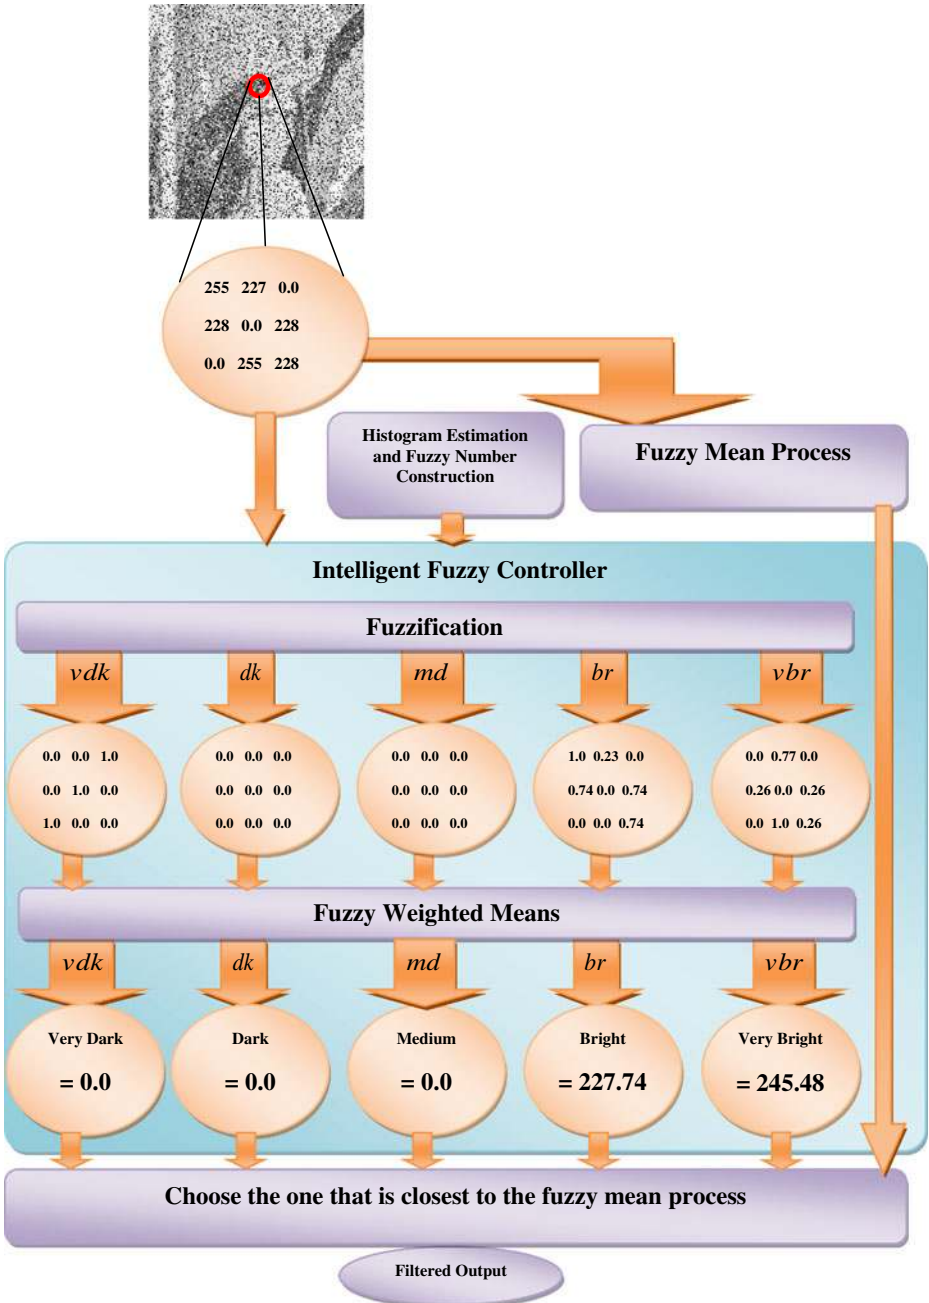 255 227 0.0
228 0.0 228
0.0 255 228
Histogram Estimation
and Fuzzy Number
Construction
Fuzzy Mean Process
Intelligent Fuzzy Controller
Fuzzification
vdk dk md br vbr
0.0 0.0 1.0 0.0 0.0 0.0 0.0 0.0 0.0 1.0 0.23 0.0 0.0 0.77 0.0
0.0 1.0 0.0 0.0 0.0 0.0 0.0 0.0 0.0 0.74 0.0 0.74 0.26 0.0 0.26
1.0 0.0 0.0 0.0 0.0 0.0 0.0 0.0 0.0 0.0 0.0 0.74 0.0 1.0 0.26
Fuzzy Weighted Means
vdk dk md br vbr
Very Dark Dark Medium Bright Very Bright
= 0.0 = 0.0 = 0.0 = 227.74 = 245.48
Choose the one that is closest to the fuzzy mean process
Filtered Output